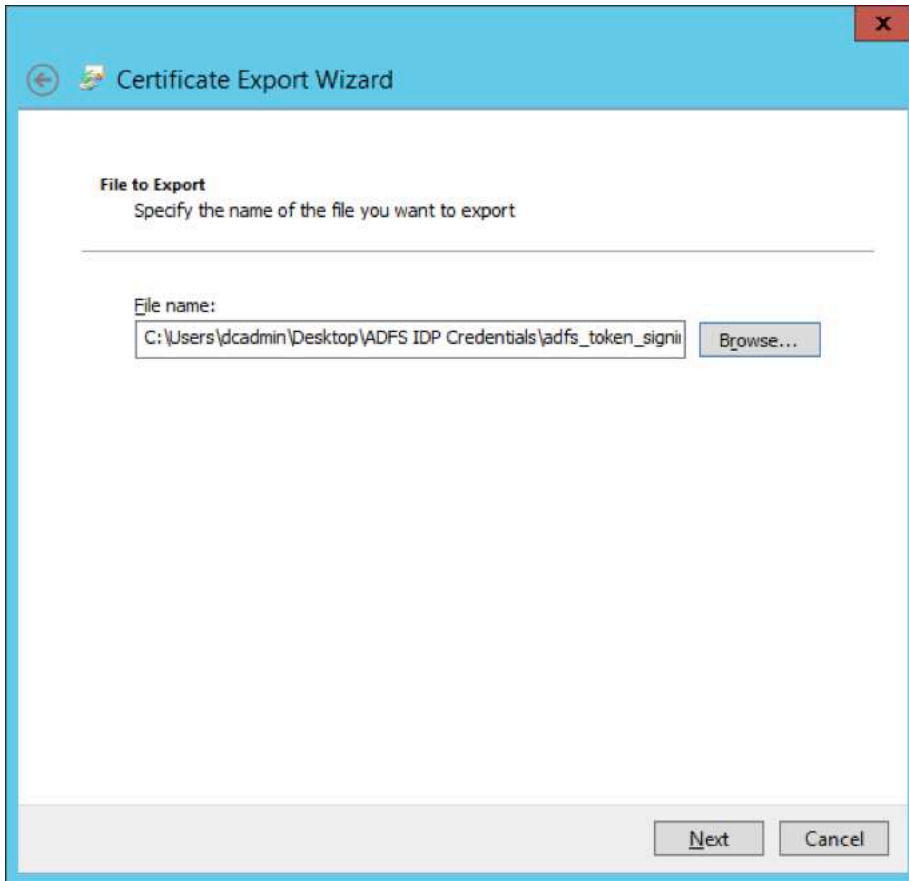 x
Certificate Export Wizard
File to Export
Specify the name of the file you want to export
File name:
C:\Users\dcadmin\Desktop\ADFS IDP Credentials\adfs_token_signi
Browse...
Next
Cancel